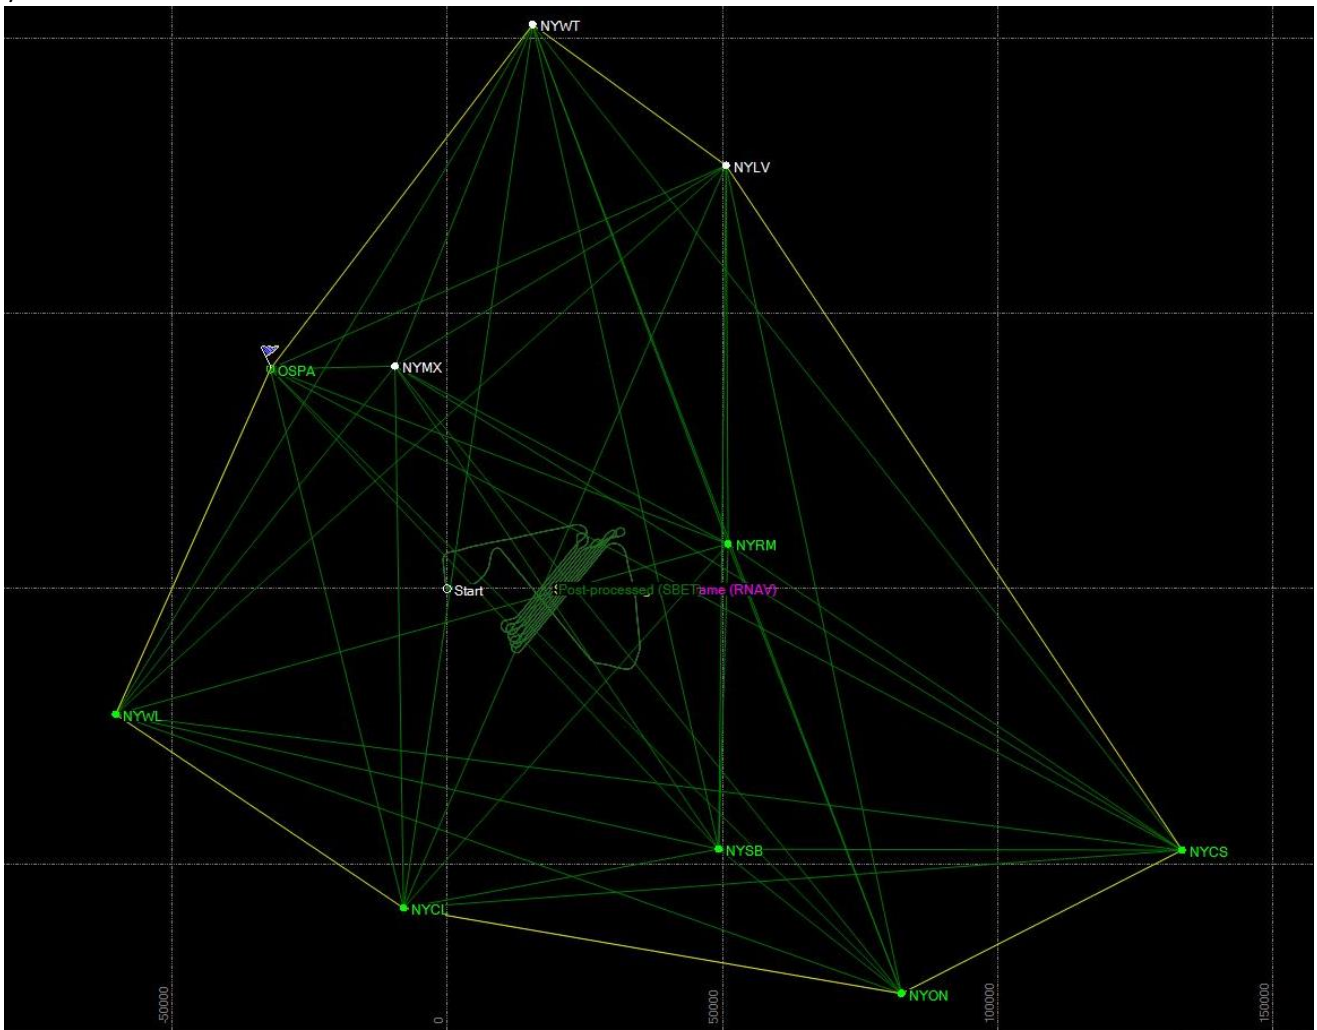 NYWT
NYLV
OSPA
NYMX
NYRM
Start
Post-processed (SBET
ame (RNAV)
NYWL
NYSB
NYCS
NYCL
NYON
-50000
0
50000
100000
150000